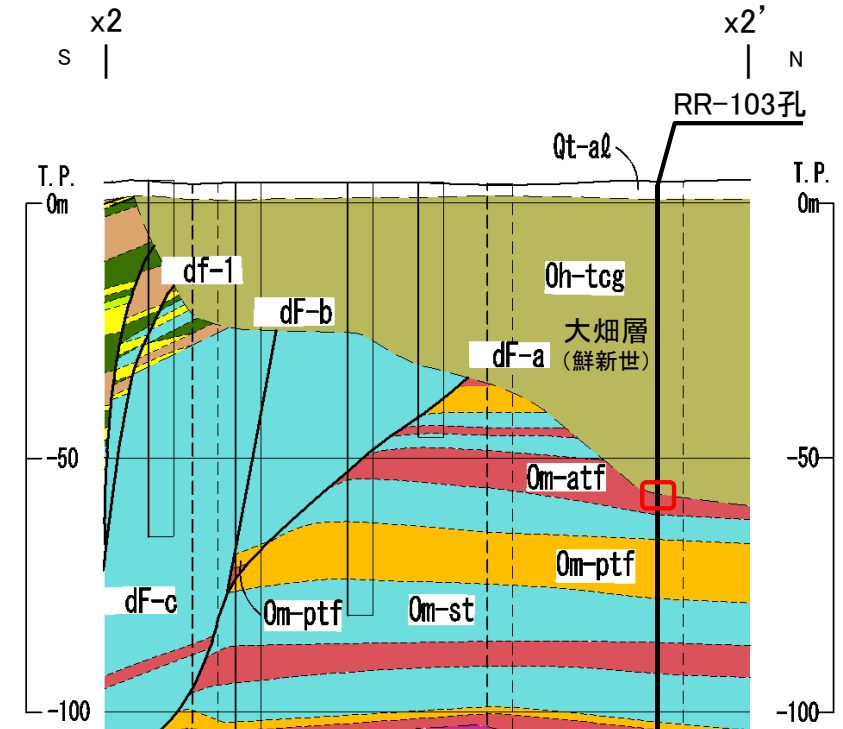 x2
x2’
S
N
RR-103孔
Qt-aℓ
T.P.
T.P.
0m
0m
df-1
Oh-tcg
dF-b
大畑層
(鮮新世)
dF-a
-50
-50
Om-atf
Om-ptf
dF-c
Om-ptf
Om-st
-100
-100